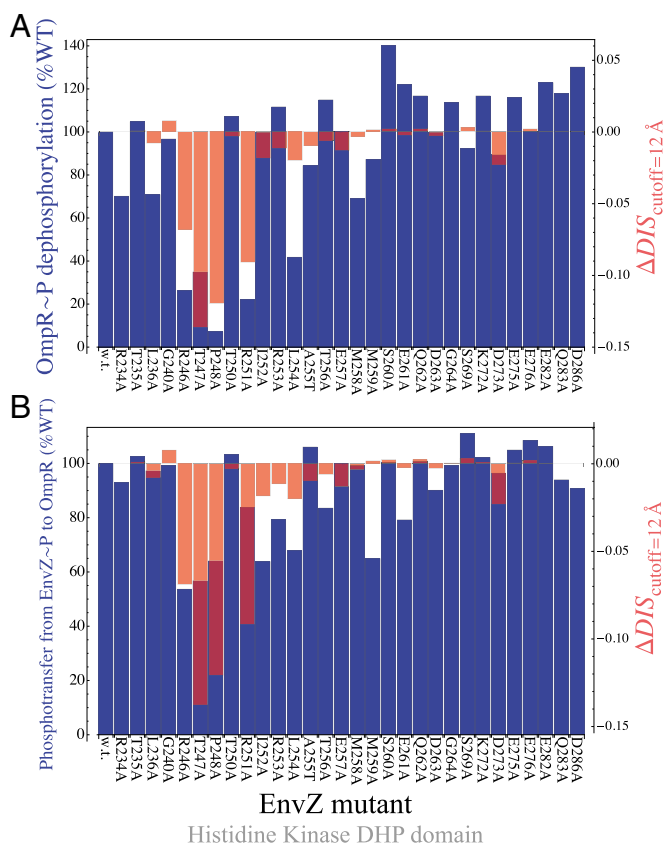 A
OmpR~P dephosphorylation (%WT)
140
120
100
80
60
40
20
0
0.05
0.00
−0.05
−0.10
−0.15
ΔDIS cutoff=12 Å
w.t.
R234A
T235A
L236A
G240A
R246A
T247A
P248A
T250A
R251A
I252A
R253A
L254A
A255T
T256A
E257A
M258A
M259A
S260A
E261A
Q262A
D263A
G264A
S269A
K272A
D273A
E275A
E276A
E282A
Q283A
D286A
B
Phosphotransfer from EnvZ~P to OmpR (%WT)
100
80
60
40
20
0
0.00
−0.05
−0.10
−0.15
ΔDIS cutoff=12 Å
w.t.
R234A
T235A
L236A
G240A
R246A
T247A
P248A
T250A
R251A
I252A
R253A
L254A
A255T
T256A
E257A
M258A
M259A
S260A
E261A
Q262A
D263A
G264A
S269A
K272A
D273A
E275A
E276A
E282A
Q283A
D286A
EnvZ mutant
Histidine Kinase DHP domain